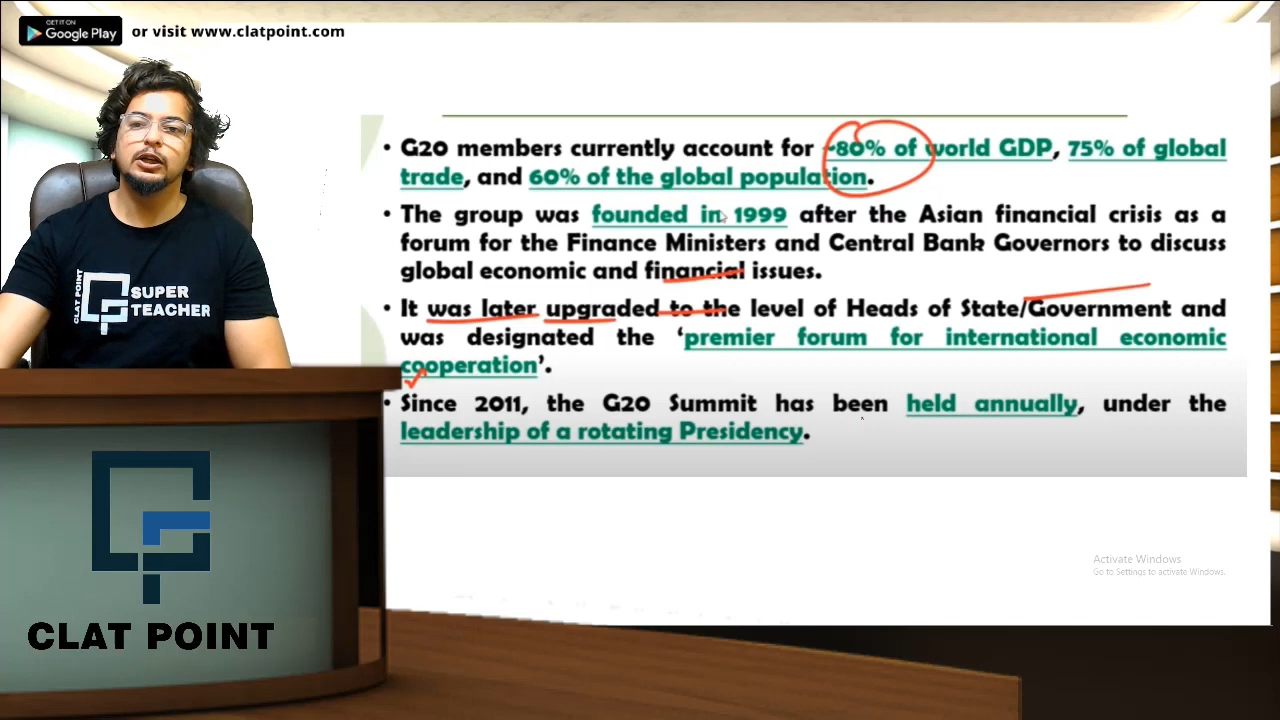 GET IT ON
Google Play
or visit www.clatpoint.com
• G20 members currently account for ~80% of world GDP, 75% of global
trade, and 60% of the global population.
• The group was founded in 1999 after the Asian financial crisis as a
forum for the Finance Ministers and Central Bank Governors to discuss
global economic and financial issues.
• It was later upgraded to the level of Heads of State/Government and
was designated the ‘premier forum for international economic
cooperation’.
• Since 2011, the G20 Summit has been held annually, under the
leadership of a rotating Presidency.
CLAT POINT
SUPER
TEACHER
CLAT POINT
Activate Windows
Go to Settings to activate Windows.